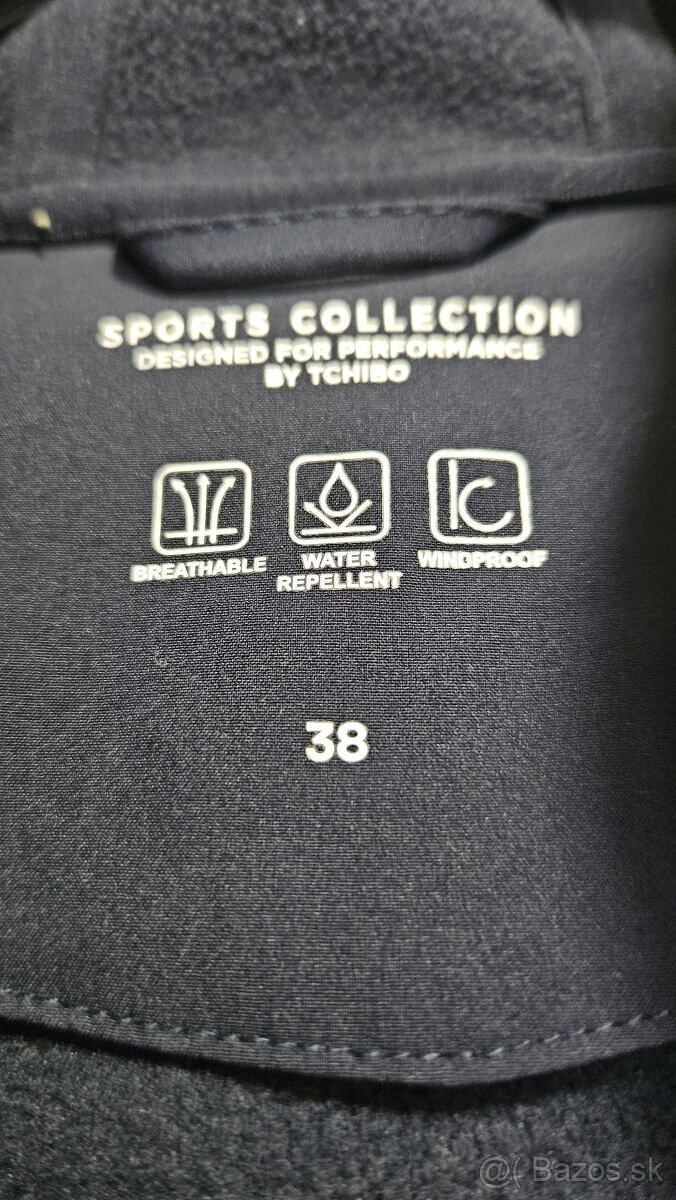 SPORTS COLLECTION
DESIGNED FOR PERFORMANCE
BY TCHIBO
BREATHABLE
WATER
REPELLENT
WINDPROOF
38
@( Bazos.sk